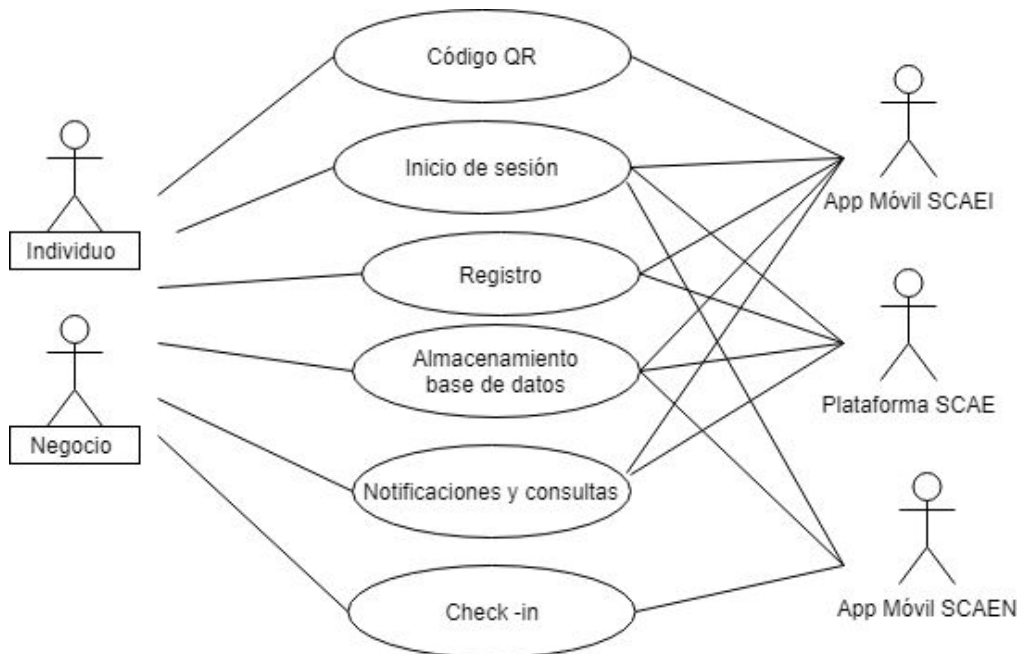 Código QR
Inicio de sesión
App Móvil SCAEI
Individuo
Registro
Almacenamiento
base de datos
Plataforma SCAE
Negocio
Notificaciones y consultas
Check -in
App Móvil SCAEN